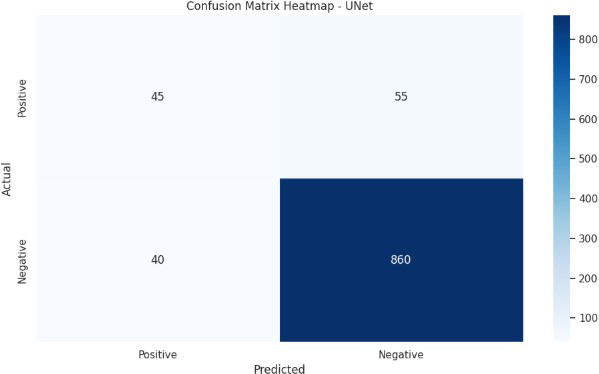 Confusion Matrix Heatmap - UNet
Actual
Positive
45
55
Negative
40
860
Positive
Negative
Predicted
800
700
600
500
400
300
200
100